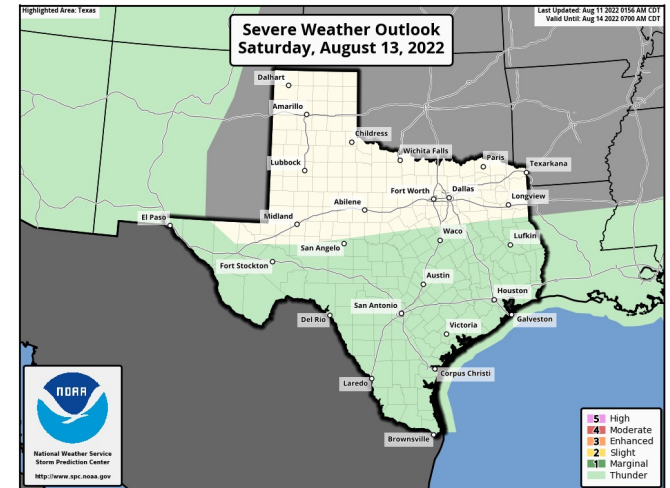 Highlighted Area: Texas
Last Updated: Aug 11 2022 0156 AM CDT
Valid Until: Aug 14 2022 0700 AM CDT
Severe Weather Outlook
Saturday, August 13, 2022
Dalhart
Amarillo
Childress
Wichita Falls
Paris
Texarkana
Lubbock
Fort Worth
Dallas
Longview
Abilene
Midland
El Paso
Waco
Lufkin
San Angelo
Fort Stockton
Austin
Houston
San Antonio
Del Rio
Galveston
Victoria
Corpus Christi
Laredo
Brownsville
NOAA
National Weather Service
Storm Prediction Center
http://www.spc.noaa.gov
5 High
4 Moderate
3 Enhanced
2 Slight
1 Marginal
Thunder